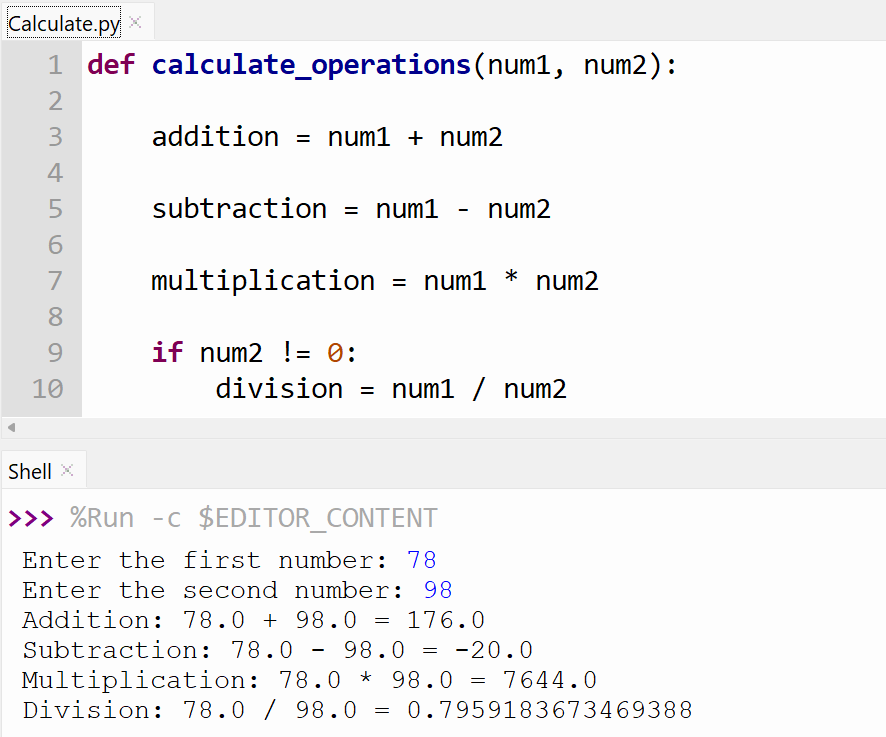 Calculate.py
1 def calculate_operations(num1, num2):
2
3     addition = num1 + num2
4
5     subtraction = num1 - num2
6
7     multiplication = num1 * num2
8
9     if num2 != 0:
10         division = num1 / num2
Shell
>>> %Run -c $EDITOR_CONTENT
Enter the first number: 78
Enter the second number: 98
Addition: 78.0 + 98.0 = 176.0
Subtraction: 78.0 - 98.0 = -20.0
Multiplication: 78.0 * 98.0 = 7644.0
Division: 78.0 / 98.0 = 0.7959183673469388